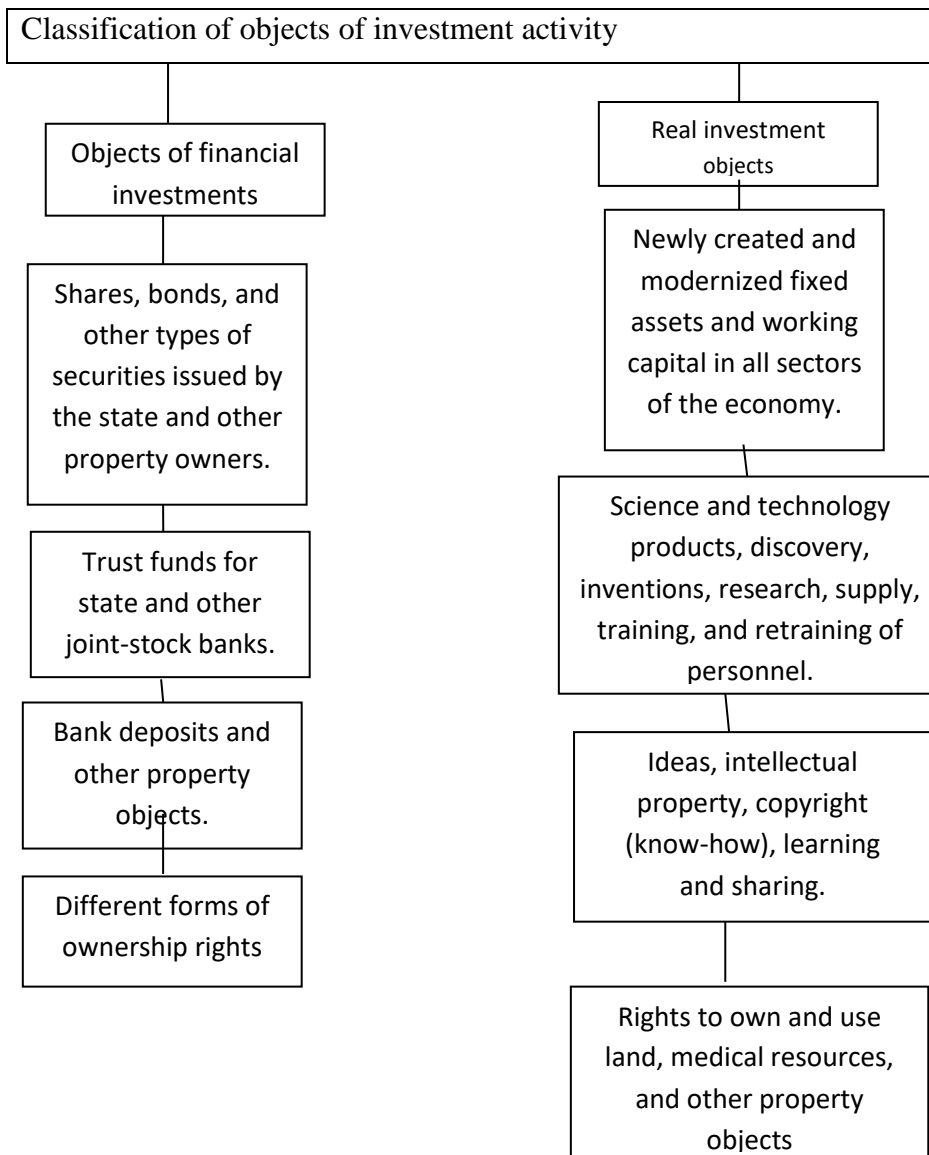 Classification of objects of investment activity
Objects of financial
investments
Shares, bonds, and
other types of
securities issued by
the state and other
property owners.
Trust funds for
state and other
joint-stock banks.
Bank deposits and
other property
objects.
Different forms of
ownership rights
Real investment
objects
Newly created and
modernized fixed
assets and working
capital in all sectors
of the economy.
Science and technology
products, discovery,
inventions, research, supply,
training, and retraining of
personnel.
Ideas, intellectual
property, copyright
(know-how), learning
and sharing.
Rights to own and use
land, medical resources,
and other property
objects